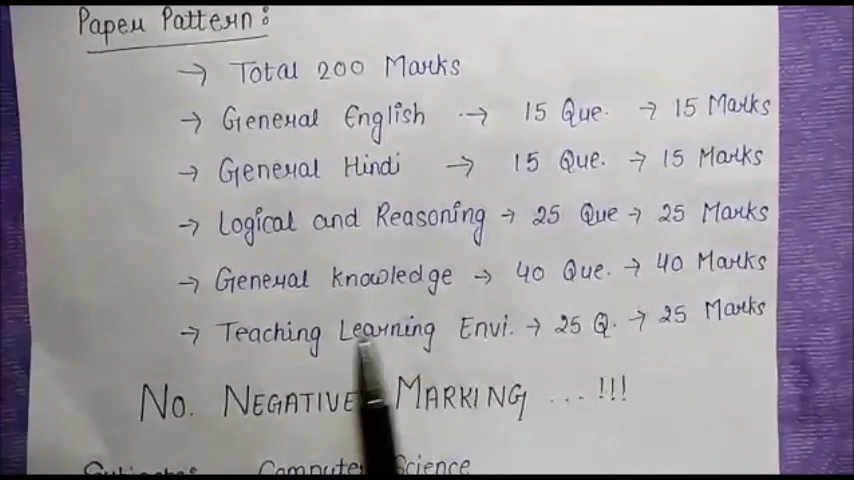 Paper Pattern:
→ Total 200 Marks
→ General English → 15 Que. → 15 Marks
→ General Hindi → 15 Que. → 15 Marks
→ Logical and Reasoning → 25 Que → 25 Marks
→ General knowledge → 40 Que. → 40 Marks
→ Teaching Learning Envi. → 25 Q. → 25 Marks
No. NEGATIVE MARKING ...!!!
Computer Science